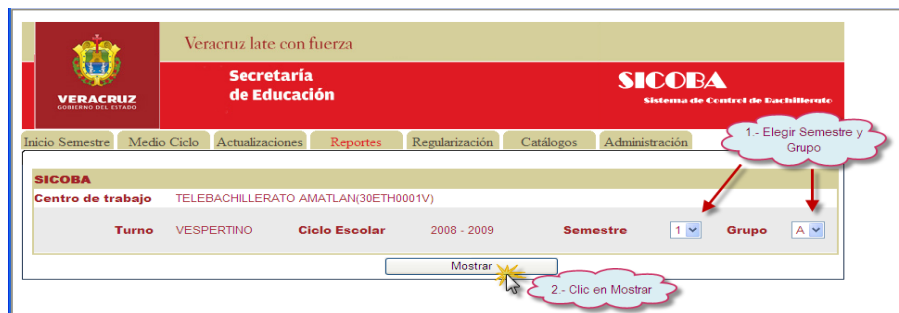 Veracruz late con fuerza
Secretaría
de Educación
VERACRUZ
GOBIERNO DEL ESTADO
SICOBA
Sistema de Control de Bachillerato
Inicio Semestre Medio Ciclo Actualizaciones Reportes Regularización Catálogos Administración
1.- Elegir Semestre y
Grupo
SICOBA
Centro de trabajo TELEBACHILLERATO AMATLAN(30ETH0001V)
Turno VESPERTINO Ciclo Escolar 2008 - 2009 Semestre 1 Grupo A
Mostrar
2.- Clic en Mostrar